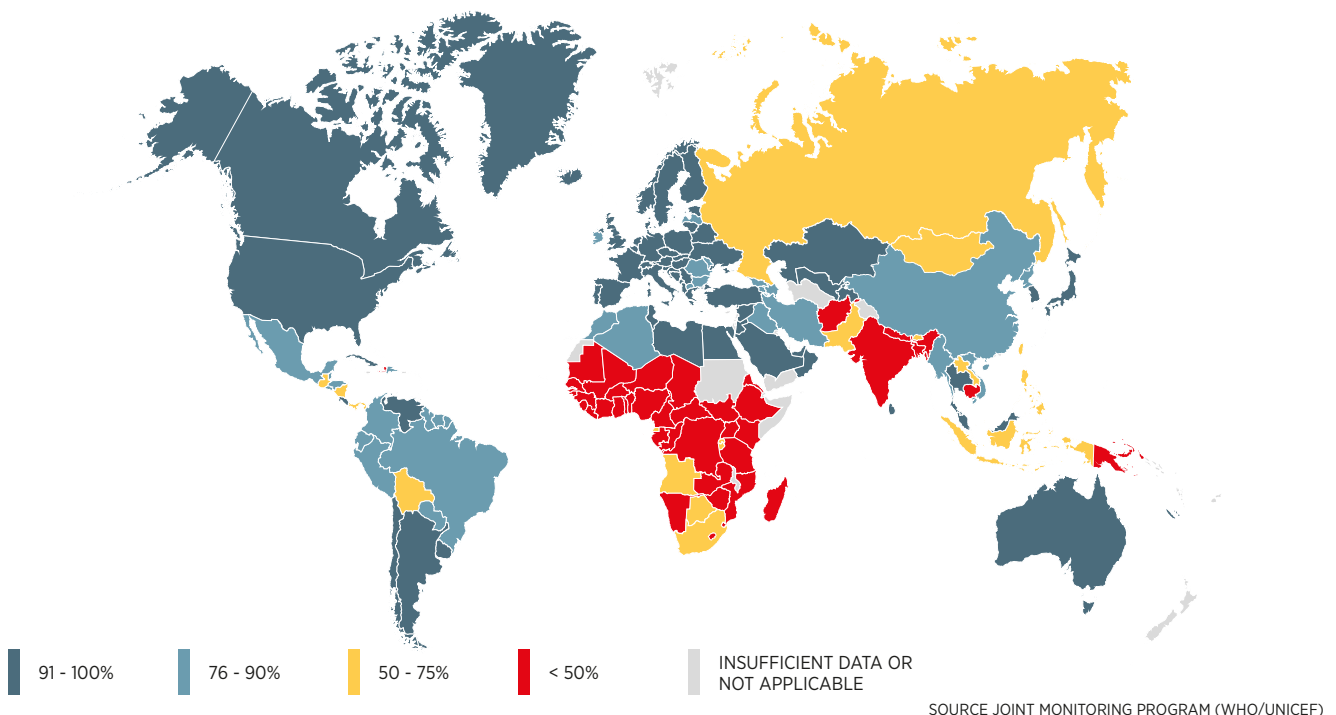 91 - 100%
76 - 90%
50 - 75%
< 50%
INSUFFICIENT DATA OR
NOT APPLICABLE
SOURCE JOINT MONITORING PROGRAM (WHO/UNICEF)